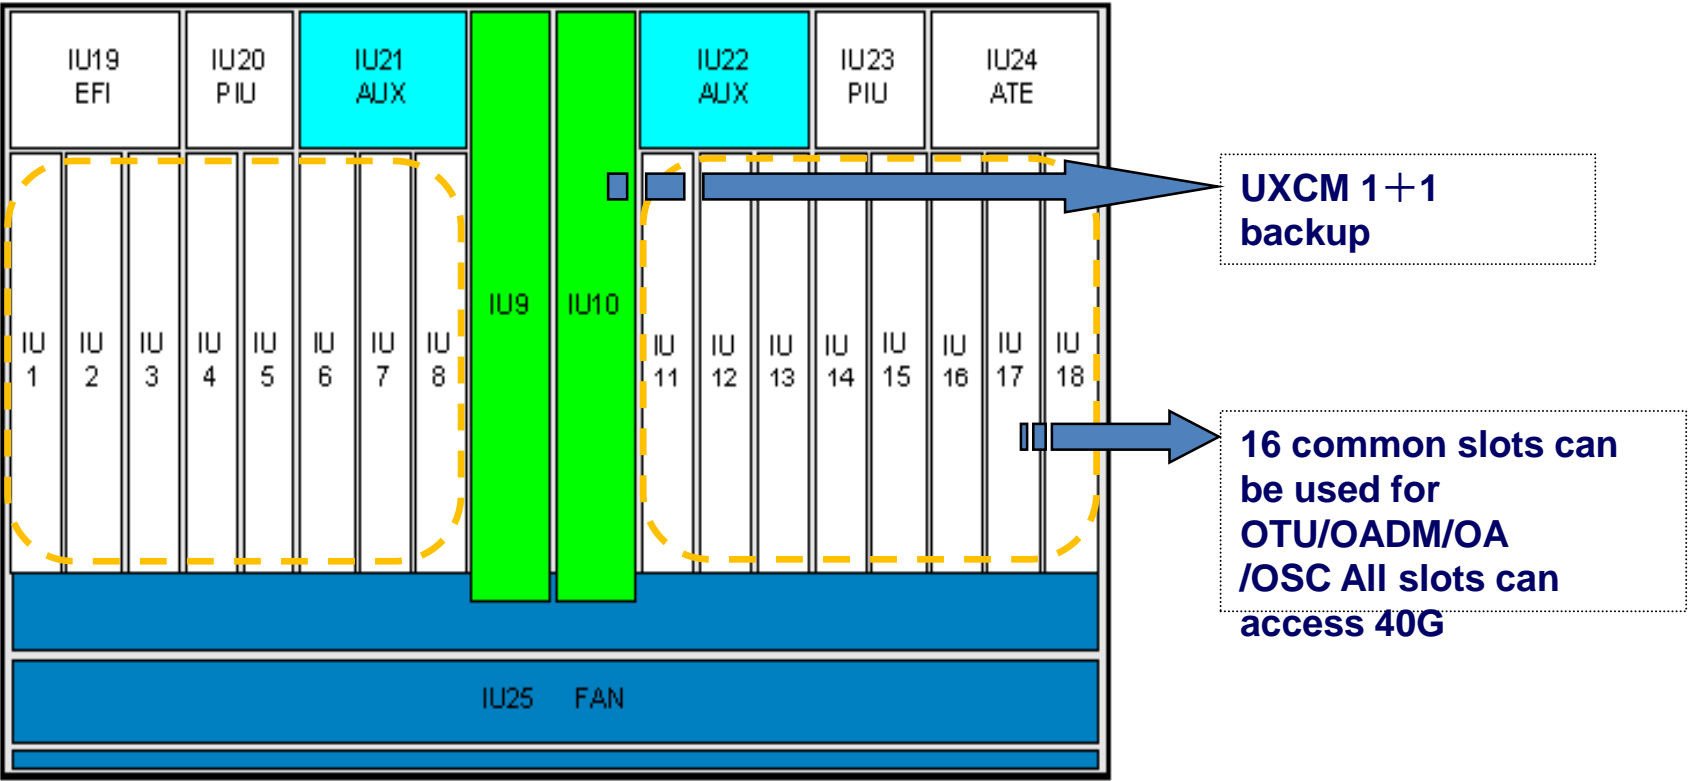 IU19
EFI
IU20
PIU
IU21
AUX
IU22
AUX
IU23
PIU
IU24
ATE
IU
1
IU
2
IU
3
IU
4
IU
5
IU
6
IU
7
IU
8
IU9
IU10
IU
11
IU
12
IU
13
IU
14
IU
15
IU
16
IU
17
IU
18
IU25 FAN
UXCM 1+1
backup
16 common slots can
be used for
OTU/OADM/OA
/OSC All slots can
access 40G